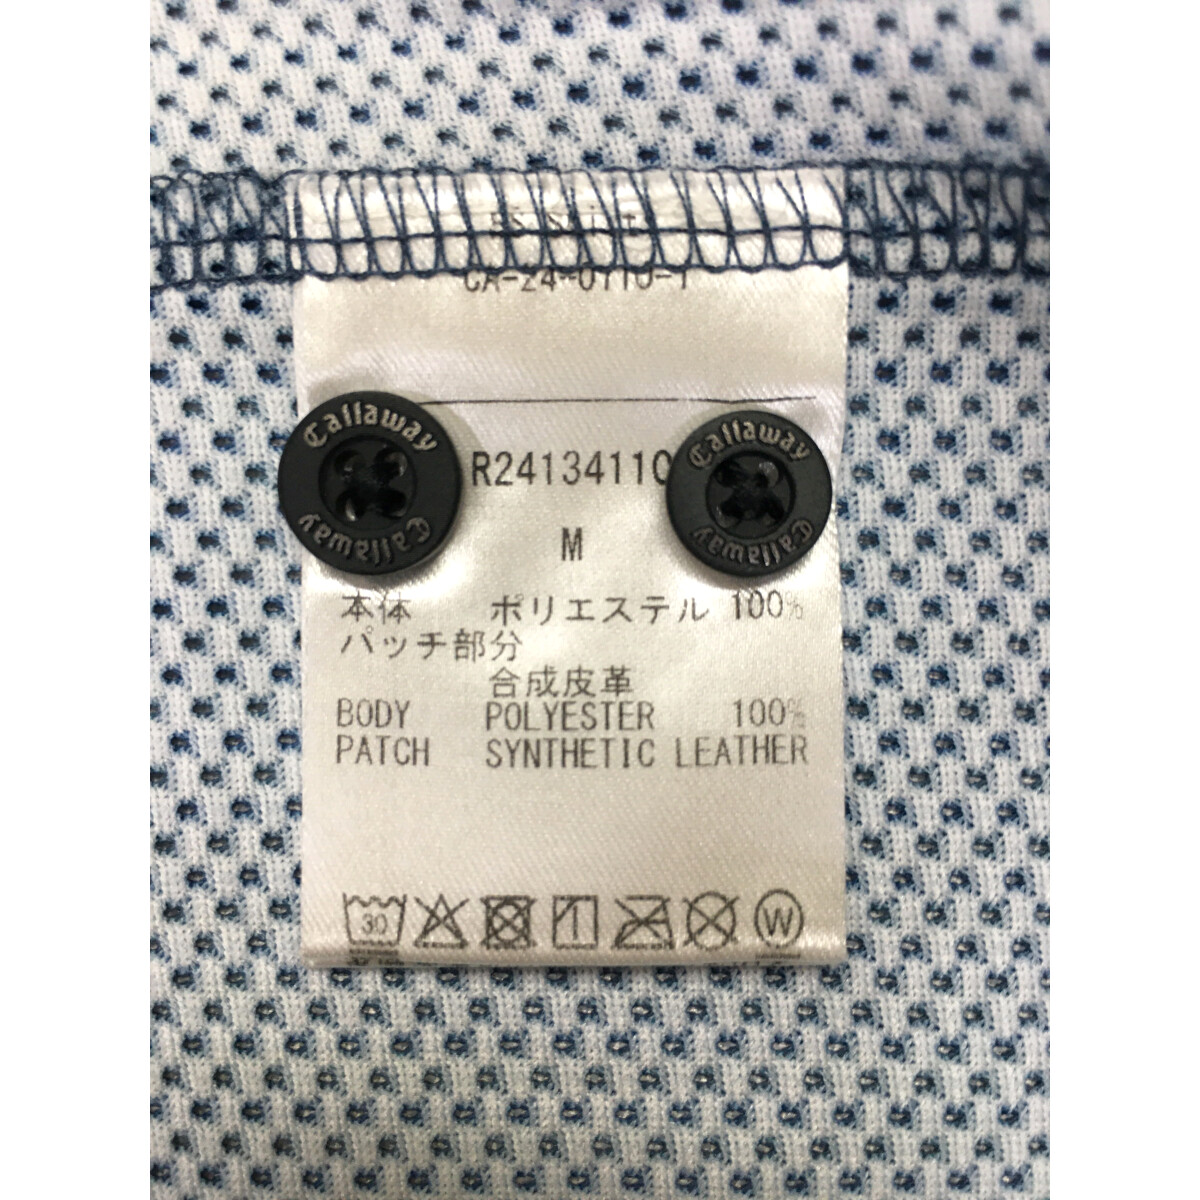 CA-24-0110-1
Callaway
Callaway
R24134110
Callaway
Callaway
M
本体 ポリエステル 100%
パッチ部分
合成皮革
BODY POLYESTER 100%
PATCH SYNTHETIC LEATHER
30
W